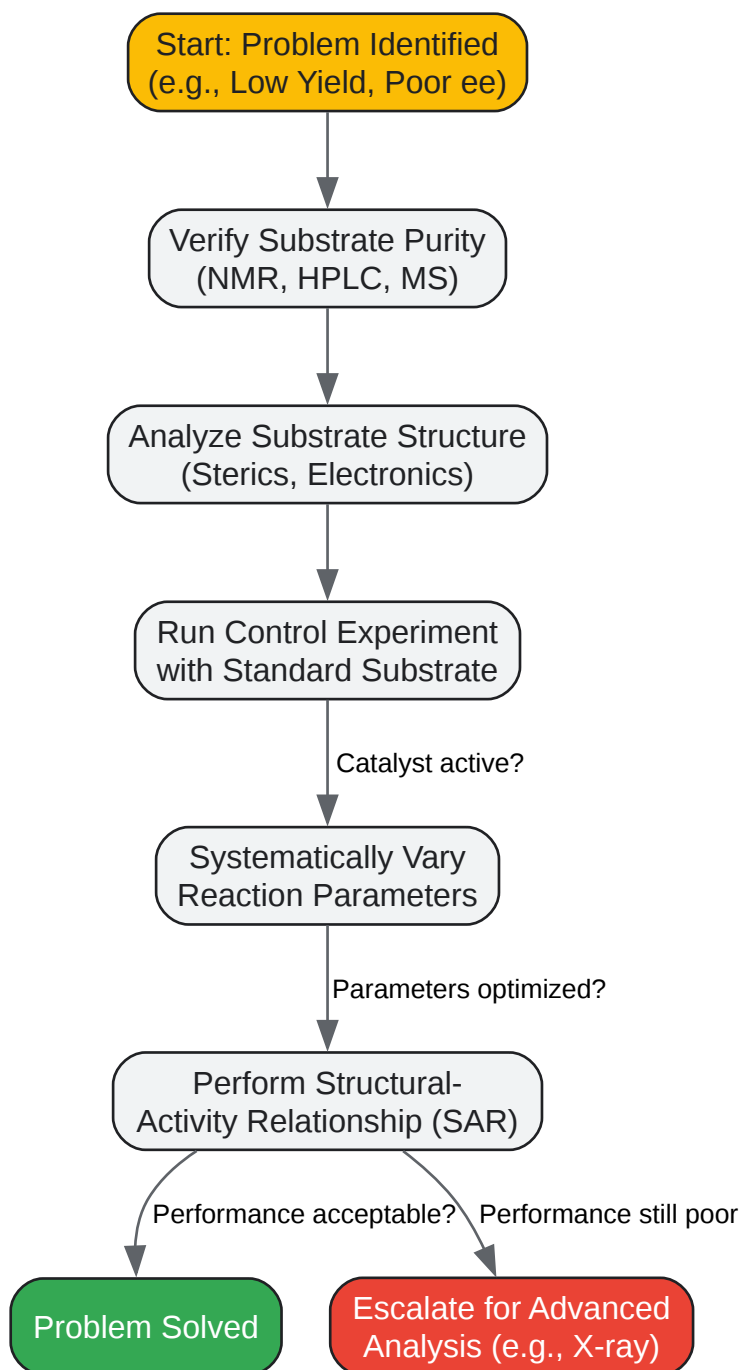 Start: Problem Identified
(e.g., Low Yield, Poor ee)
Verify Substrate Purity
(NMR, HPLC, MS)
Analyze Substrate Structure
(Sterics, Electronics)
Run Control Experiment
with Standard Substrate
Catalyst active?
Systematically Vary
Reaction Parameters
Parameters optimized?
Perform Structural-
Activity Relationship (SAR)
Performance acceptable?
Performance still poor
Problem Solved
Escalate for Advanced
Analysis (e.g., X-ray)